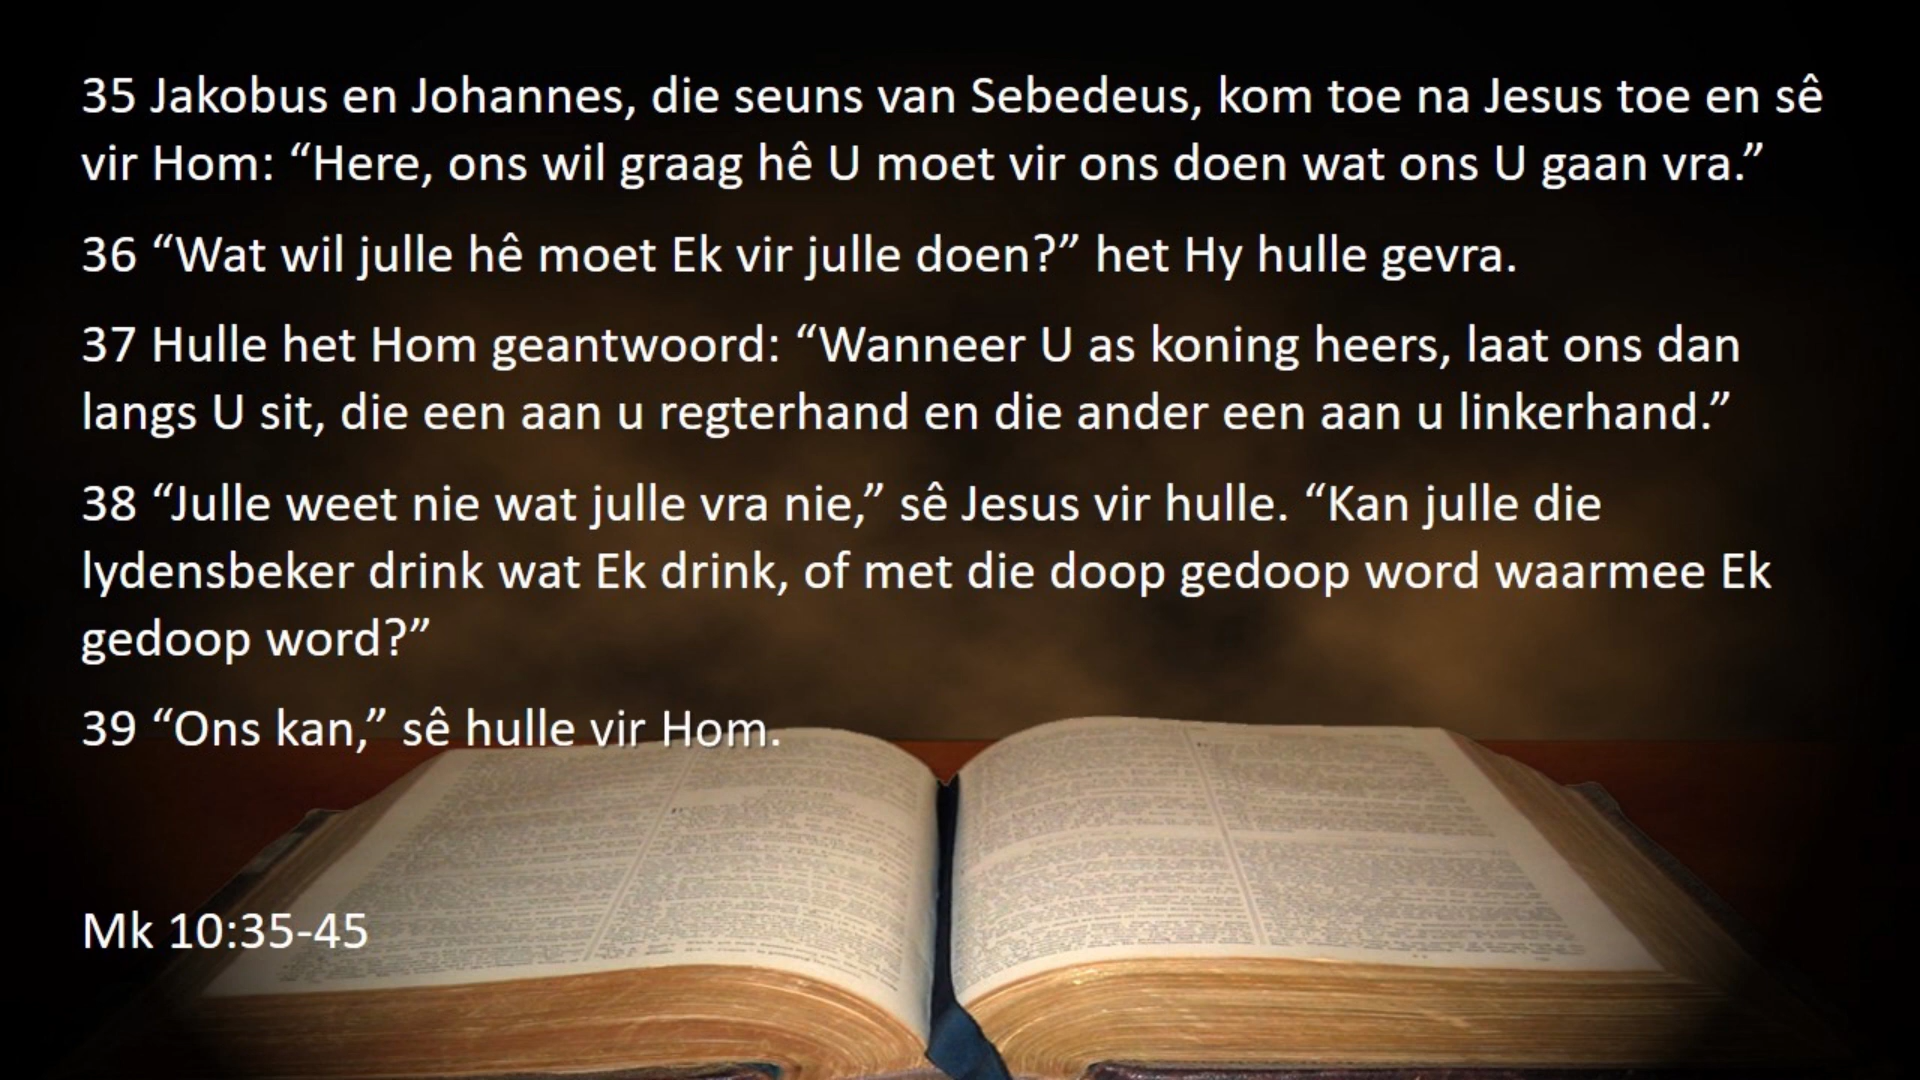 35 Jakobus en Johannes, die seuns van Sebedeus, kom toe na Jesus toe en sê
vir Hom: “Here, ons wil graag hê U moet vir ons doen wat ons U gaan vra.”
36 “Wat wil julle hê moet Ek vir julle doen?” het Hy hulle gevra.
37 Hulle het Hom geantwoord: “Wanneer U as koning heers, laat ons dan
langs U sit, die een aan u regterhand en die ander een aan u linkerhand.”
38 “Julle weet nie wat julle vra nie,” sê Jesus vir hulle. “Kan julle die
lydensbeker drink wat Ek drink, of met die doop gedoop word waarmee Ek
gedoop word?”
39 “Ons kan,” sê hulle vir Hom.
Mk 10:35-45